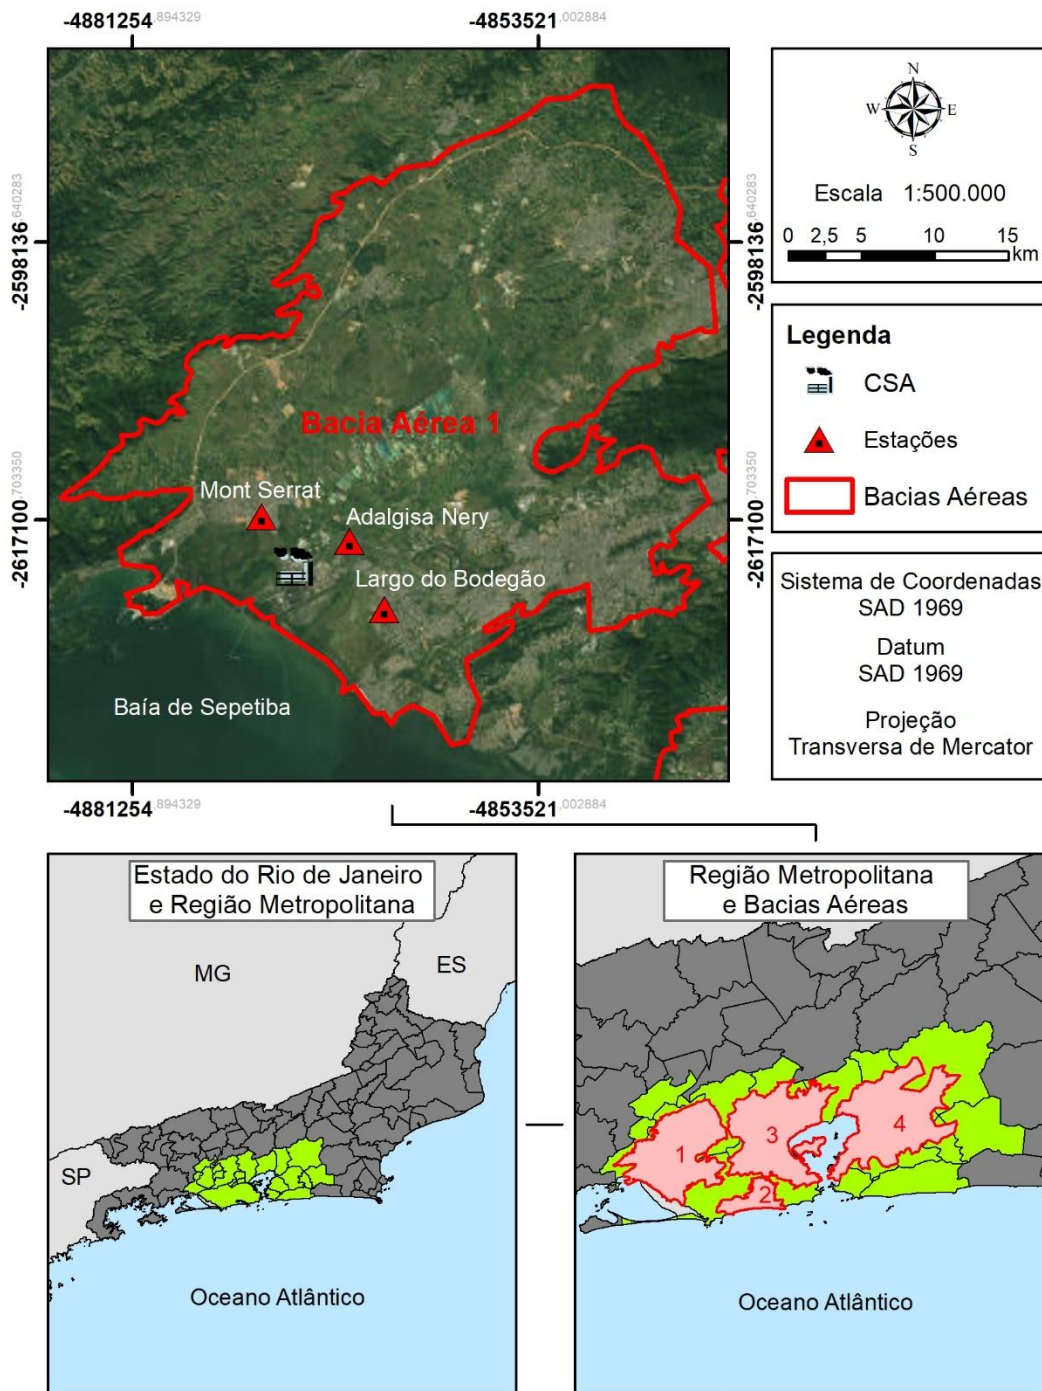 -4881254,894329
-4853521,002884
-2598136,640283
-2598136,640283
-2617100,703350
-2617100,703350
Bacia Aérea 1
Mont Serrat
Adalgisa Nery
Largo do Bodegão
Baía de Sepetiba
-4881254,894329
-4853521,002884
N
W E
S
Escala 1:500.000
0 2,5 5 10 15
km
Legenda
CSA
Estações
Bacias Aéreas
Sistema de Coordenadas
SAD 1969
Datum
SAD 1969
Projeção
Transversa de Mercator
Estado do Rio de Janeiro
e Região Metropolitana
MG
ES
SP
Oceano Atlântico
Região Metropolitana
e Bacias Aéreas
1
3
4
2
Oceano Atlântico